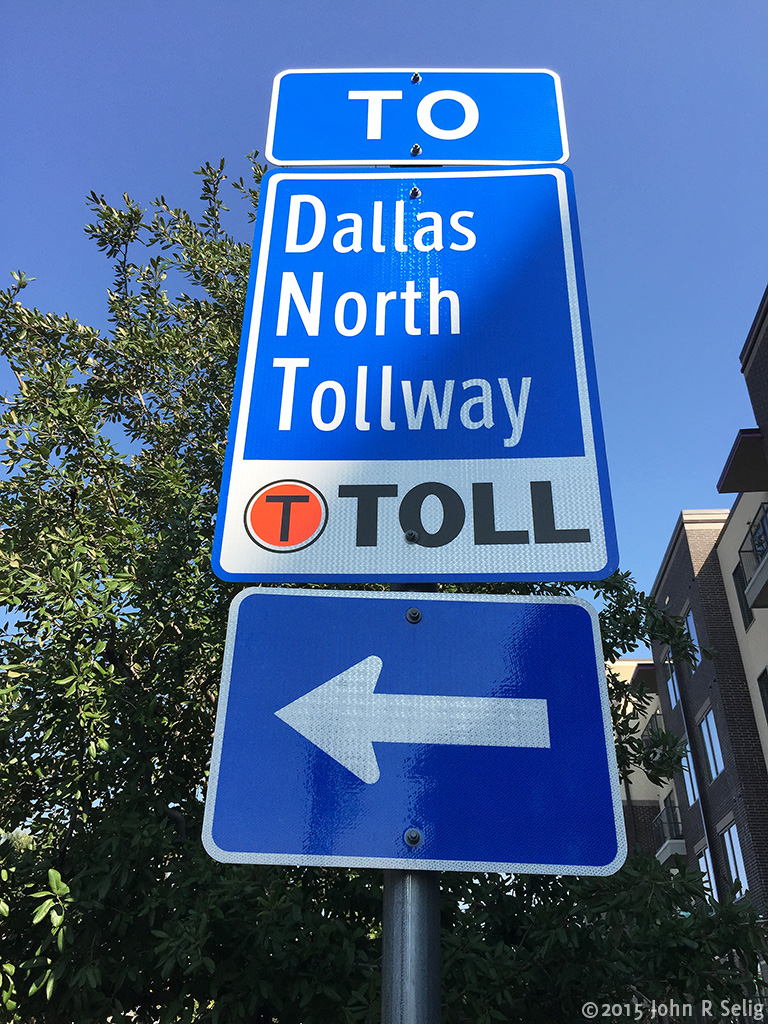 TO
Dallas
North
Tollway
T TOLL
©2015 John R Selig